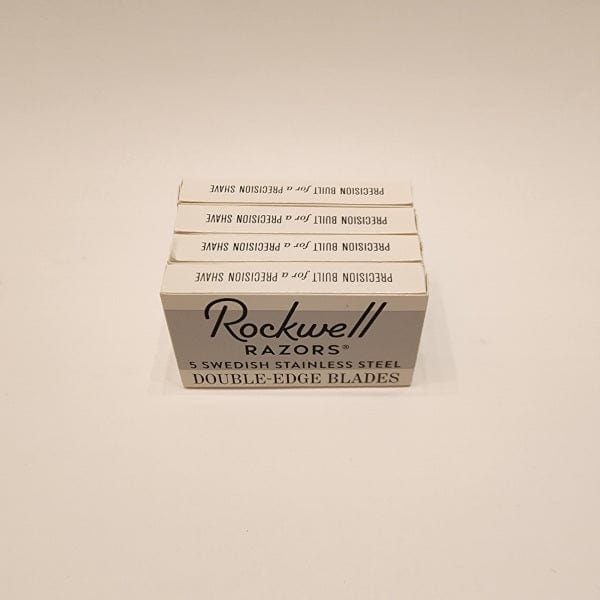 PRECISION BUILT for a PRECISION SHAVE
PRECISION BUILT for a PRECISION SHAVE
PRECISION BUILT for a PRECISION SHAVE
PRECISION BUILT for a PRECISION SHAVE
Rockwell
RAZORS®
5 SWEDISH STAINLESS STEEL
DOUBLE-EDGE BLADES